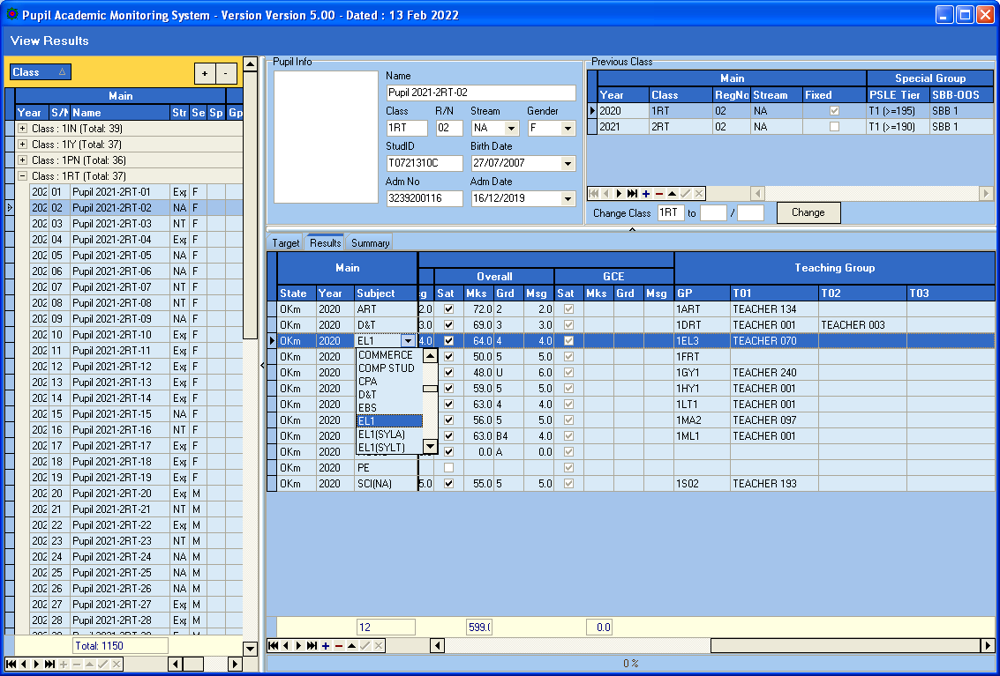 Pupil Academic Monitoring System - Version Version 5.00 - Dated : 13 Feb 2022
View Results
Class
+ -
Main
Year Name Str Se Sp Gp
Class : 1IN (Total: 39)
Class : 1IY (Total: 37)
Class : 1PN (Total: 36)
Class : 1RT (Total: 37)
202 01 Pupil 2021-2RT-01 Exp F
202 02 Pupil 2021-2RT-02 NA F
202 03 Pupil 2021-2RT-03 NT F
202 04 Pupil 2021-2RT-04 Exp F
202 05 Pupil 2021-2RT-05 NA F
202 06 Pupil 2021-2RT-06 NA F
202 07 Pupil 2021-2RT-07 NT F
202 08 Pupil 2021-2RT-08 NT F
202 09 Pupil 2021-2RT-09 NA F
202 10 Pupil 2021-2RT-10 Exp F
202 11 Pupil 2021-2RT-11 Exp F
202 12 Pupil 2021-2RT-12 Exp F
202 13 Pupil 2021-2RT-13 Exp F
202 14 Pupil 2021-2RT-14 Exp F
202 15 Pupil 2021-2RT-15 NA F
202 16 Pupil 2021-2RT-16 NT F
202 17 Pupil 2021-2RT-17 Exp F
202 18 Pupil 2021-2RT-18 Exp F
202 19 Pupil 2021-2RT-19 Exp F
202 20 Pupil 2021-2RT-20 Exp M
202 21 Pupil 2021-2RT-21 NT M
202 22 Pupil 2021-2RT-22 Exp M
202 23 Pupil 2021-2RT-23 NT M
202 24 Pupil 2021-2RT-24 NA M
202 25 Pupil 2021-2RT-25 NA M
202 26 Pupil 2021-2RT-26 NA M
202 27 Pupil 2021-2RT-27 Exp M
202 28 Pupil 2021-2RT-28 Exp M
Total: 1150
Pupil Info
Name
Pupil 2021-2RT-02
Class R/N Stream Gender
1RT 02 NA F
StudID Birth Date
T0721310C 27/07/2007
Adm No Adm Date
3239200116 16/12/2019
Previous Class
Main Special Group
Year Class RegNo Stream Fixed PSLE Tier SBB-OOS
2020 1RT 02 NA T1 (>=195) SBB 1
2021 2RT 02 NA T1 (>=190) SBB 1
Change Class 1RT to / Change
Target Results Summary
Main Overall GCE Teaching Group
State Year Subject Sat Mks Grd Msg Sat Mks Grd Msg GP T01 T02 T03
OKm 2020 ART 2.0 72.0 2 2.0 1ART TEACHER 134
OKm 2020 D&T 3.0 69.0 3 3.0 1DRT TEACHER 001 TEACHER 003
OKm 2020 EL1 4.0 64.0 4 4.0 1EL3 TEACHER 070
OKm 2020 COMMERCE 50.0 5 5.0 1FRT
OKm 2020 COMP STUD 48.0 U 6.0 1GY1 TEACHER 240
OKm 2020 CPA 59.0 5 5.0 1HY1 TEACHER 001
OKm 2020 D&T 63.0 4 4.0 1LT1 TEACHER 001
EBS
OKm 2020 EL1 56.0 5 5.0 1MA2 TEACHER 097
OKm 2020 EL1(SYLA) 63.0 B4 4.0 1ML1 TEACHER 001
OKm 2020 EL1(SYLT) 0.0 A 0.0
OKm 2020 PE
OKm 2020 SCI(NA) 5.0 55.0 5 5.0 1S02 TEACHER 193
12 599.0 0.0
0 %